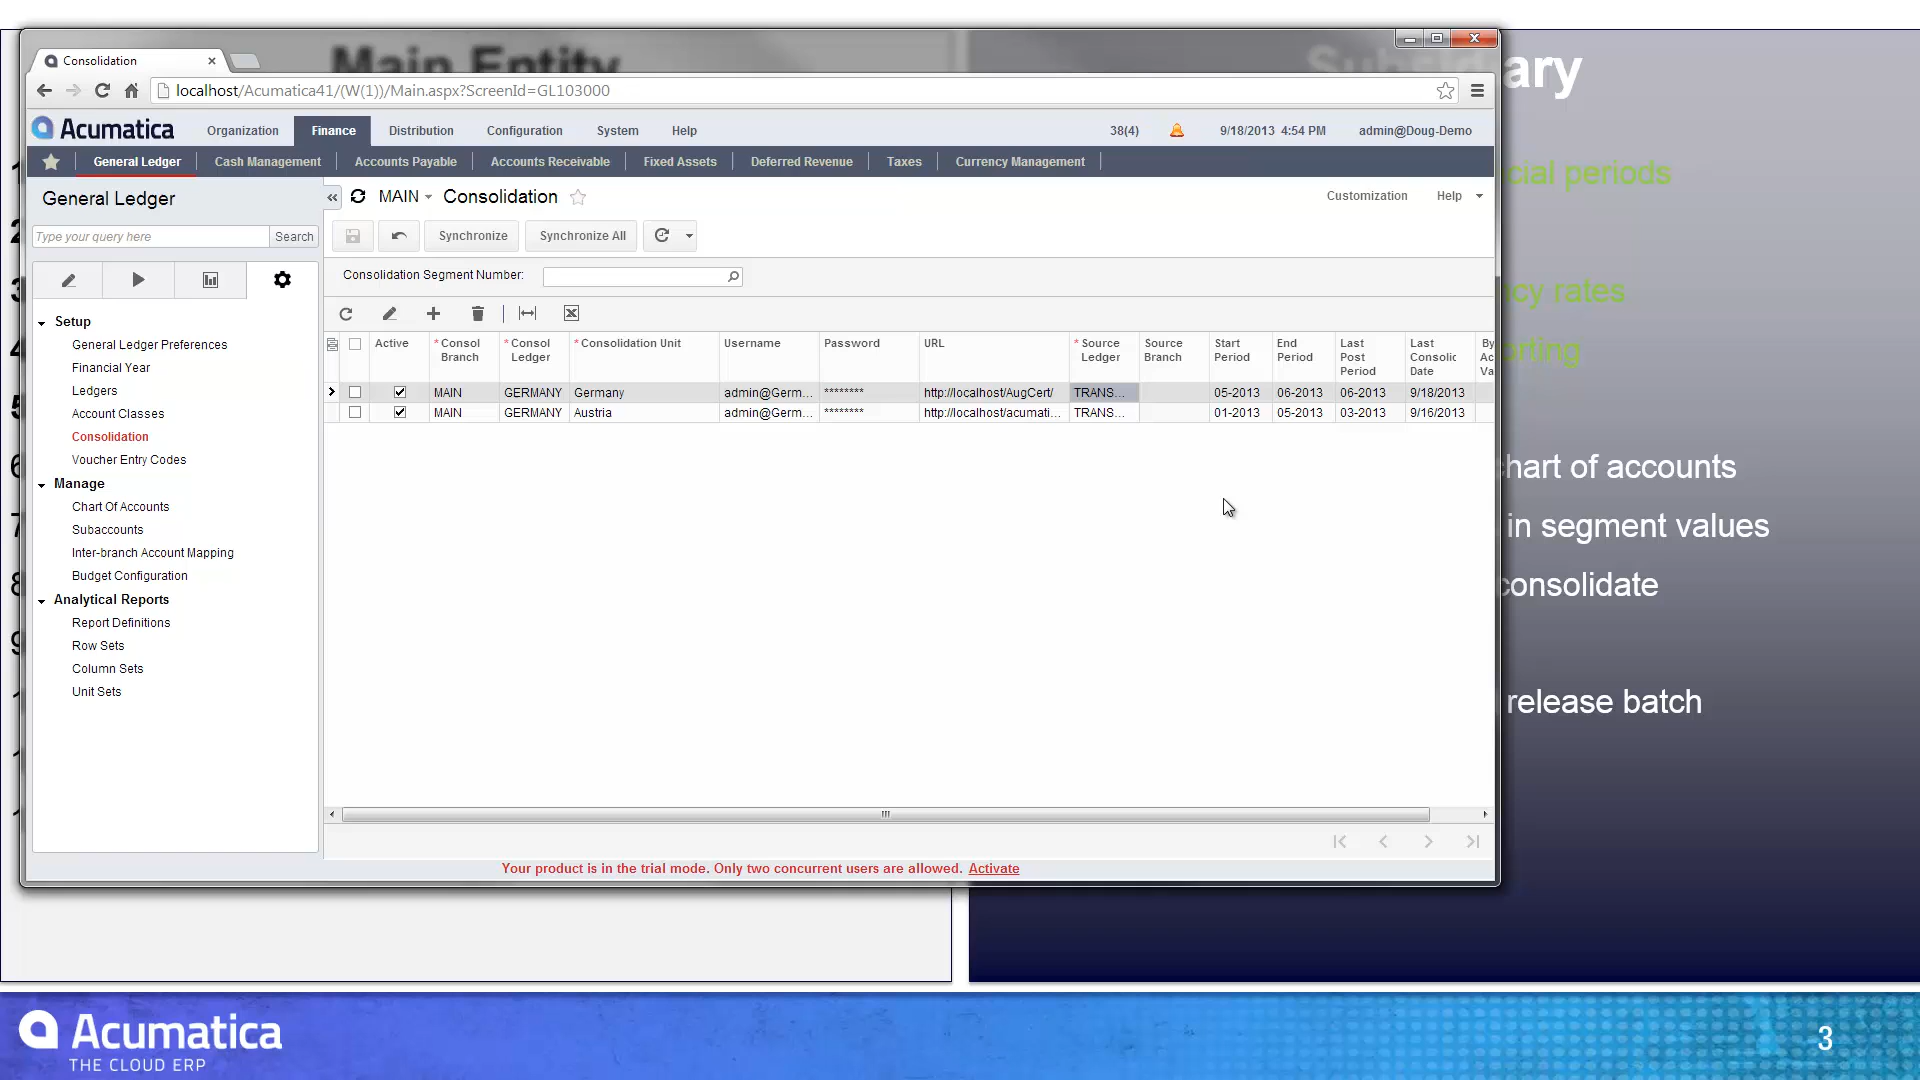 Main Entity
Consolidation
localhost/Acumatica41/(W(1))/Main.aspx?ScreenId=GL103000
Acumatica
Organization Finance Distribution Configuration System Help
38(4) 9/18/2013 4:54 PM admin@Doug-Demo
General Ledger Cash Management Accounts Payable Accounts Receivable Fixed Assets Deferred Revenue Taxes Currency Management
General Ledger
MAIN Consolidation
Customization Help
Type your query here Search
Synchronize Synchronize All
Consolidation Segment Number:
Setup
General Ledger Preferences
Financial Year
Ledgers
Account Classes
Consolidation
Voucher Entry Codes
Manage
Chart Of Accounts
Subaccounts
Inter-branch Account Mapping
Budget Configuration
Analytical Reports
Report Definitions
Row Sets
Column Sets
Unit Sets
Active *Consol Branch *Consol Ledger *Consolidation Unit Username Password URL *Source Ledger Source Branch Start Period End Period Last Post Period Last Consolic Date By Ac Va
MAIN GERMANY Germany admin@Germ... ******** http://localhost/AugCert/ TRANS... 05-2013 06-2013 06-2013 9/18/2013
MAIN GERMANY Austria admin@Germ... ******** http://localhost/acumati... TRANS... 01-2013 05-2013 03-2013 9/16/2013
Your product is in the trial mode. Only two concurrent users are allowed. Activate
Subsidiary
cial periods
cy rates
orting
chart of accounts
in segment values
consolidate
release batch
Acumatica
THE CLOUD ERP
3